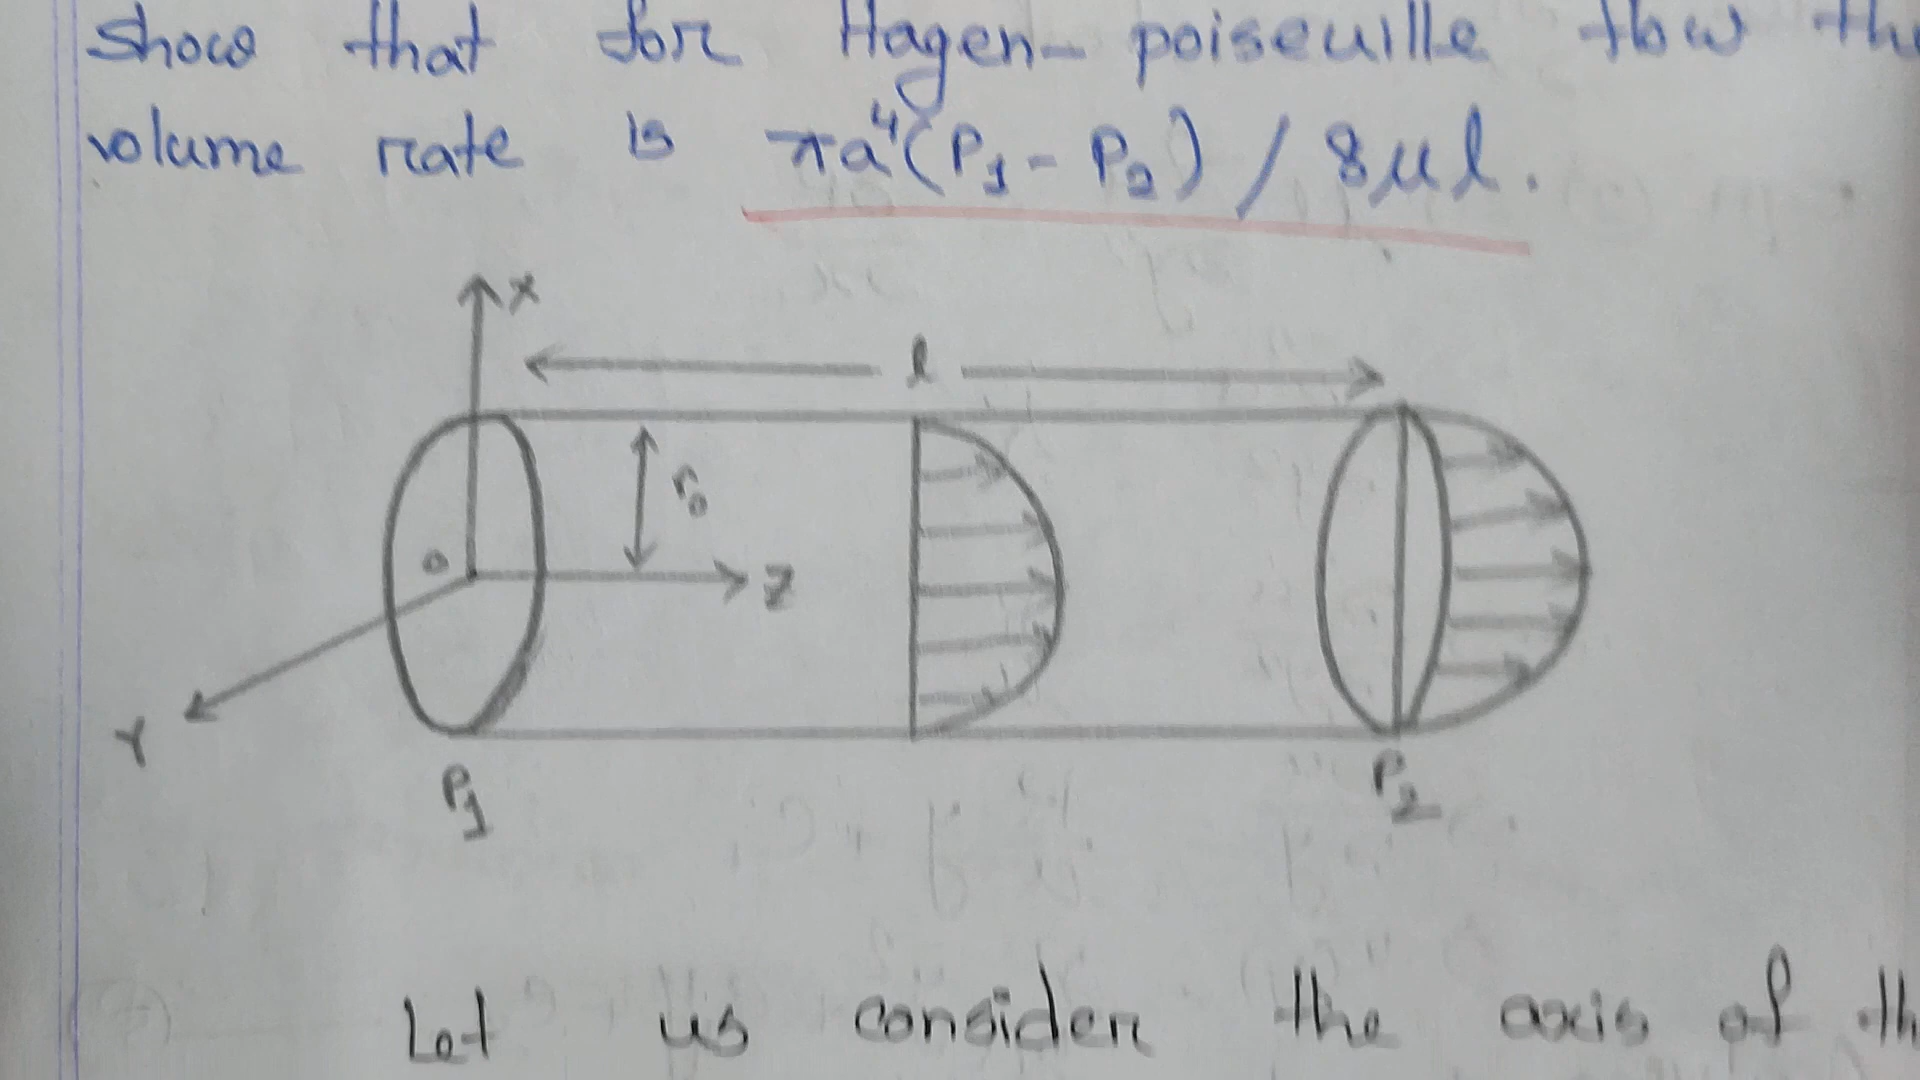 Show that for Hagen- poiseuille flow the
volume rate is πa⁴(P₁ - P₂) / 8μl.
X
l
r₀
o
Z
Y
P₁
P₂
Let us consider the axis of th